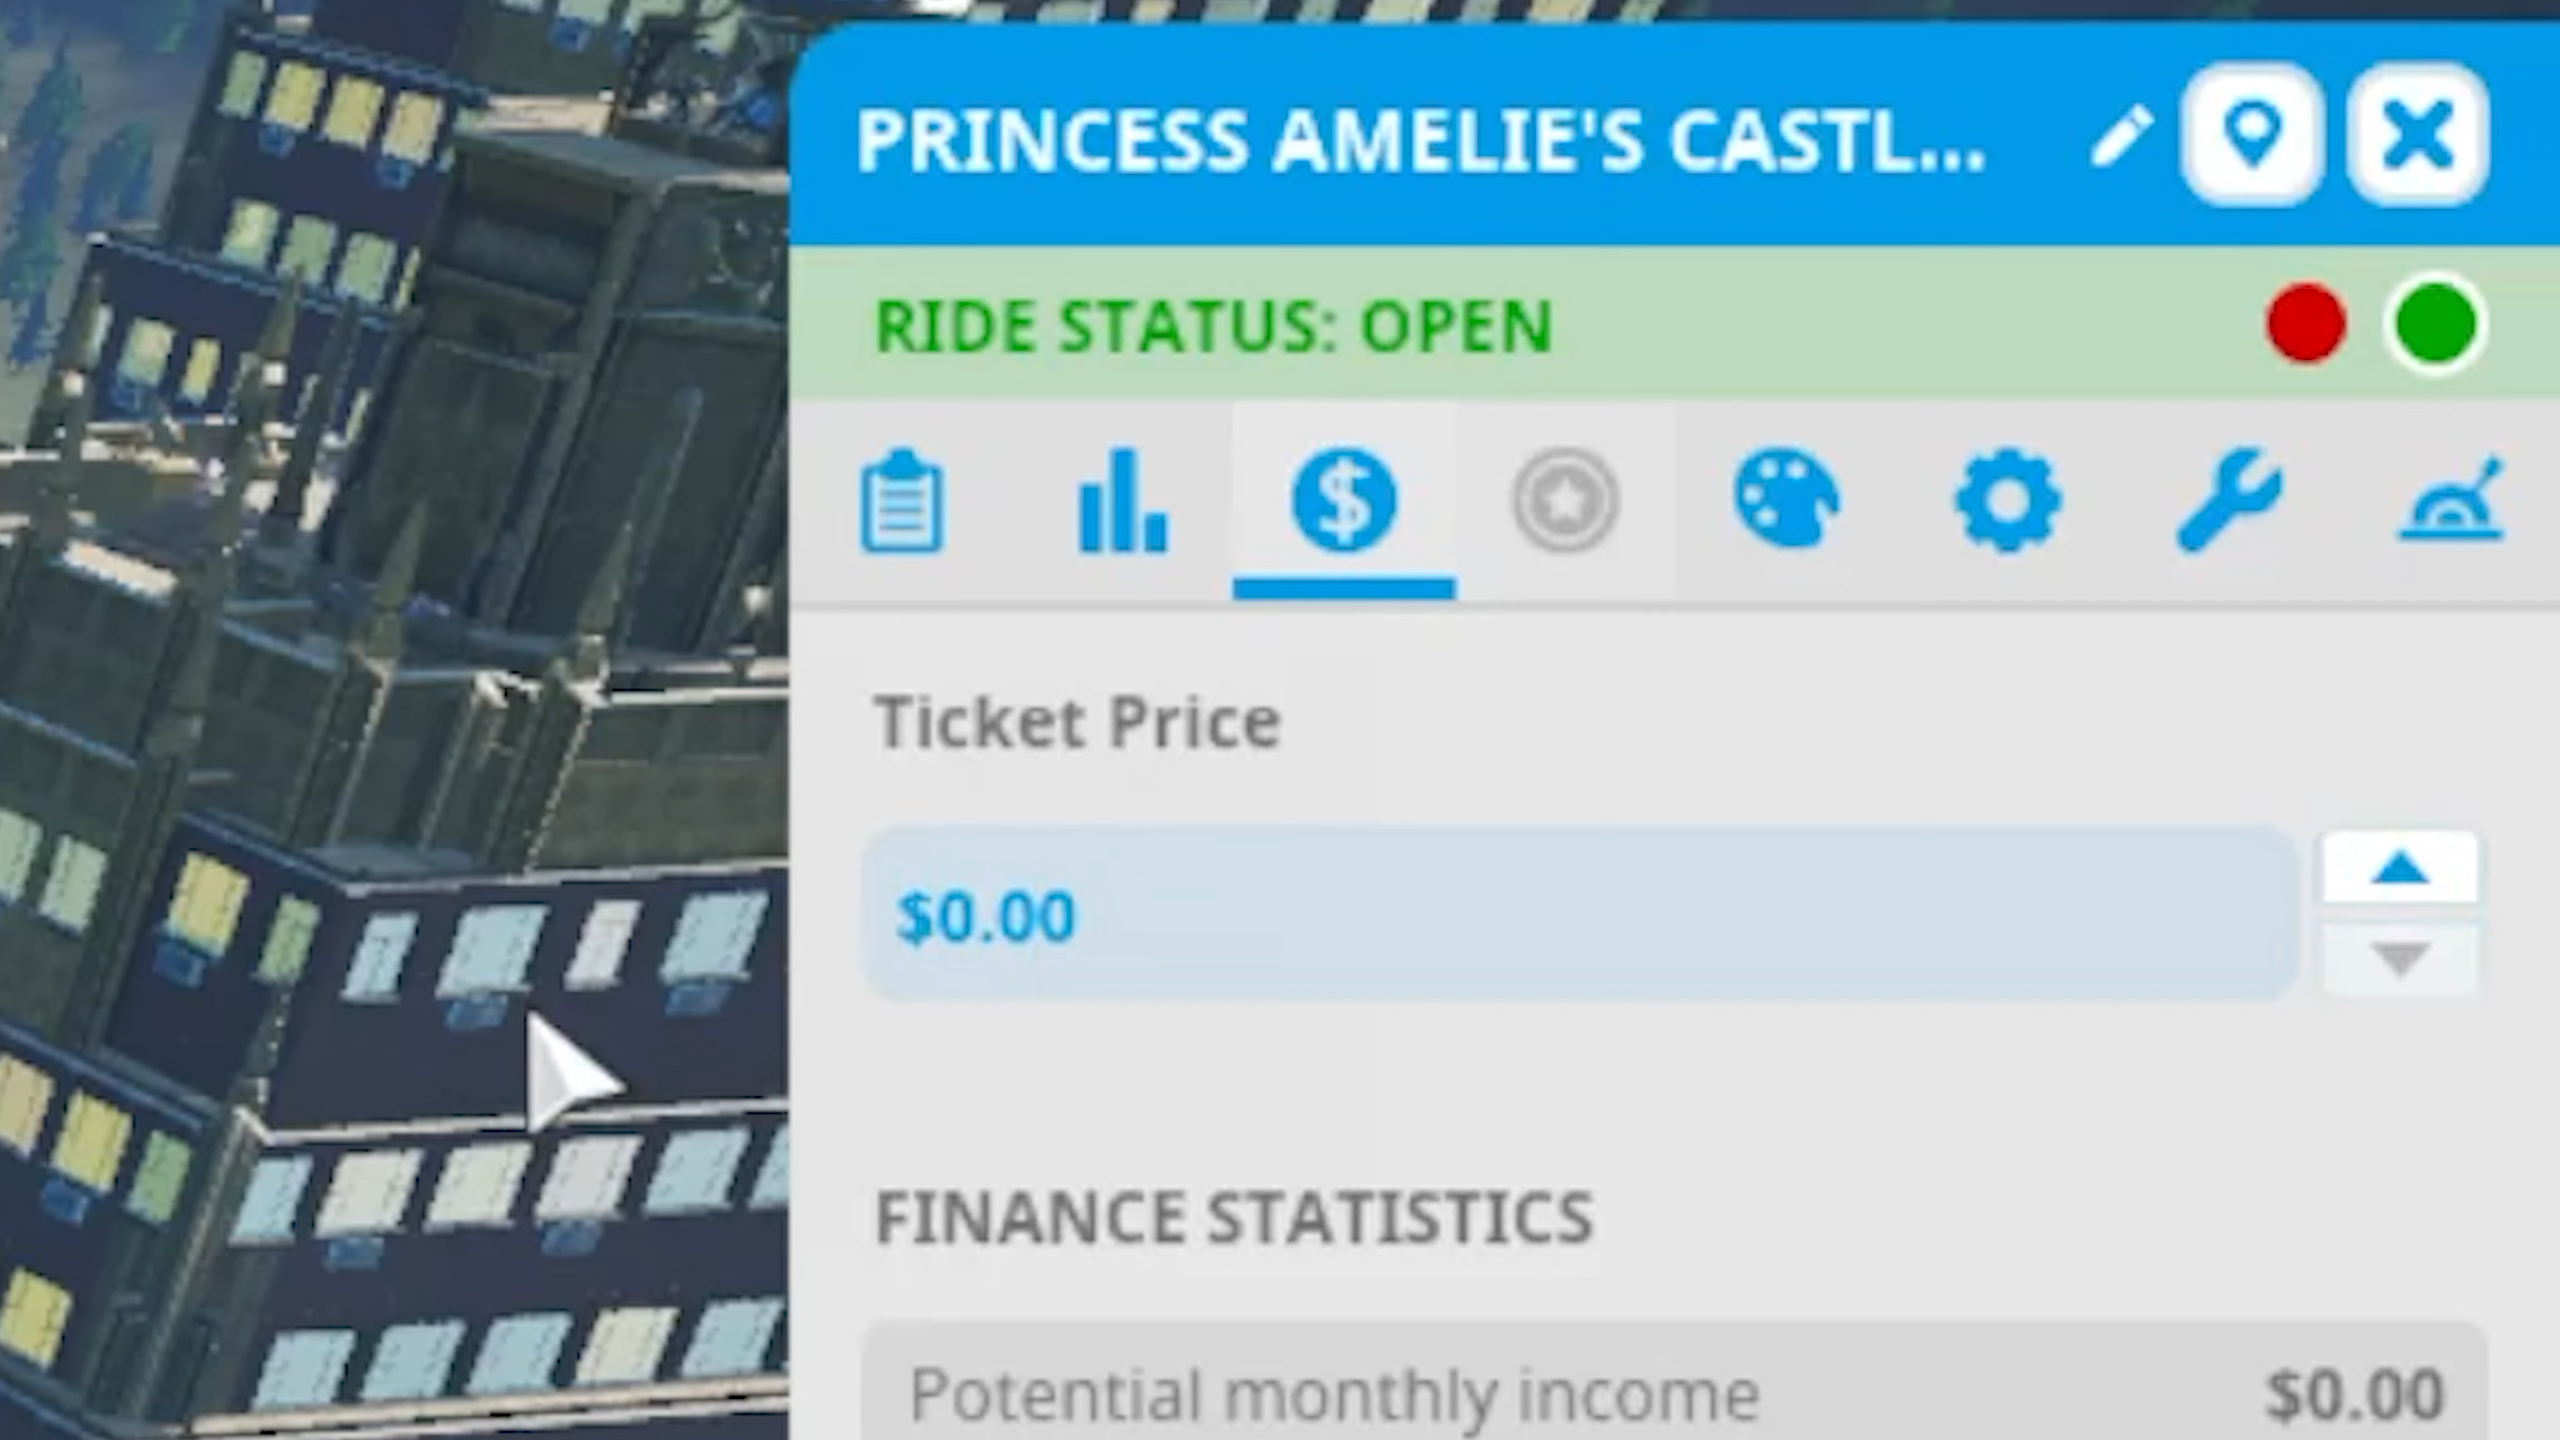 PRINCESS AMELIE'S CASTL...
RIDE STATUS: OPEN
Ticket Price
$0.00
FINANCE STATISTICS
Potential monthly income $0.00